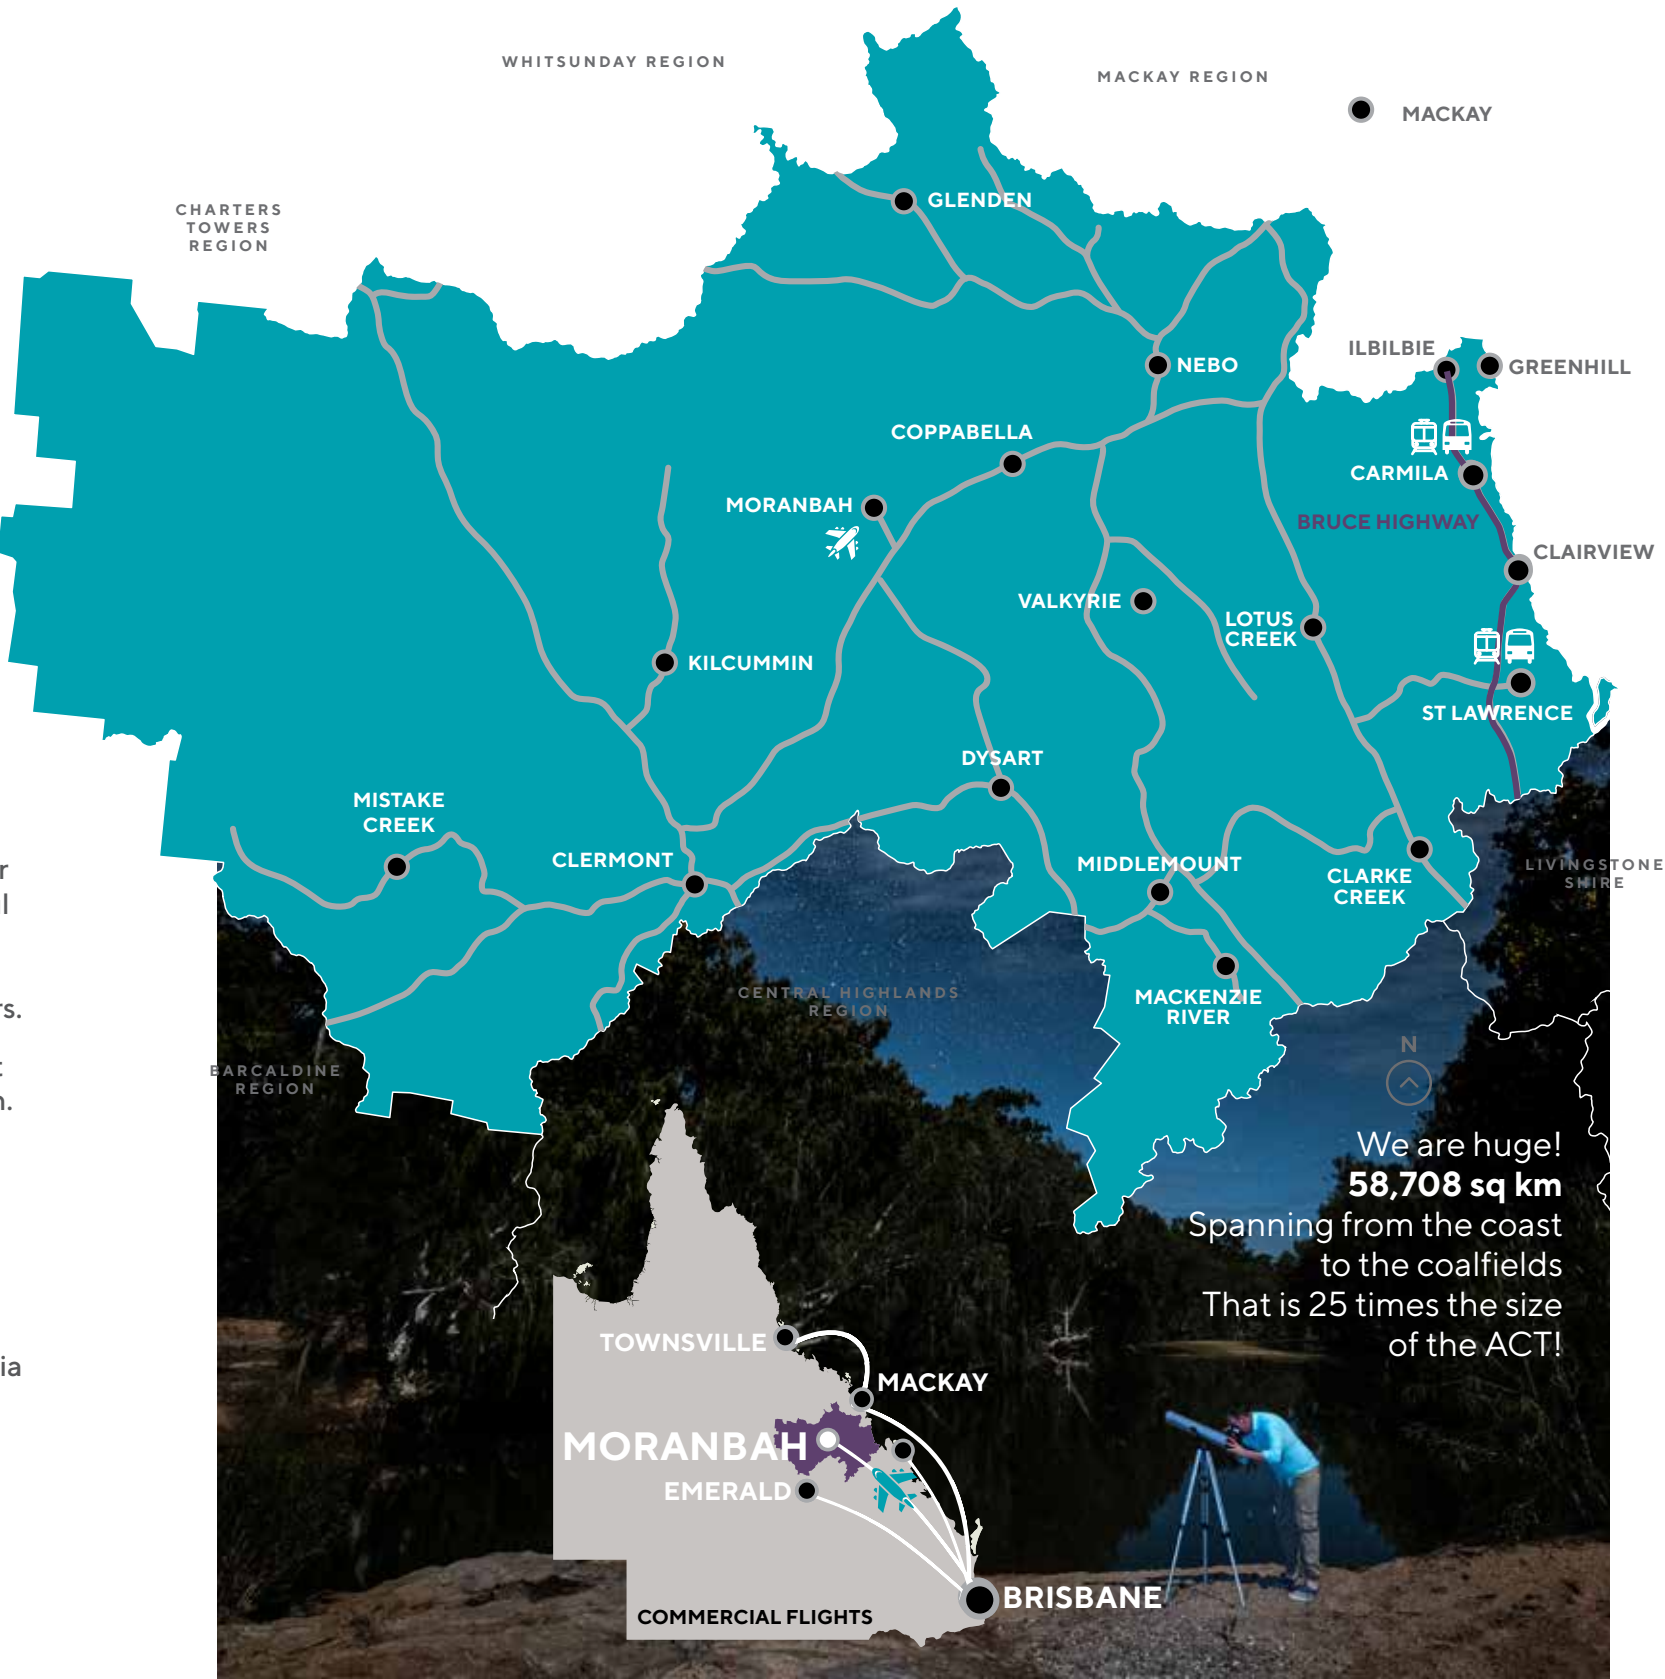 WHITSUNDAY REGION
MACKAY REGION
MACKAY
CHARTERS
TOWERS
REGION
GLENDEN
NEBO
ILBILBIE
GREENHILL
COPPABELLA
CARMILA
MORANBAH
BRUCE HIGHWAY
CLAIRVIEW
VALKYRIE
LOTUS
CREEK
KILCUMMIN
ST LAWRENCE
DYSART
MISTAKE
CREEK
CLERMONT
MIDDLEMOUNT
CLARKE
CREEK
LIVINGSTONE
SHIRE
CENTRAL HIGHLANDS
REGION
MACKENZIE
RIVER
BARCALDINE
REGION
N
We are huge!
58,708 sq km
Spanning from the coast
to the coalfields
That is 25 times the size
of the ACT!
TOWNSVILLE
MACKAY
MORANBAH
EMERALD
BRISBANE
COMMERCIAL FLIGHTS